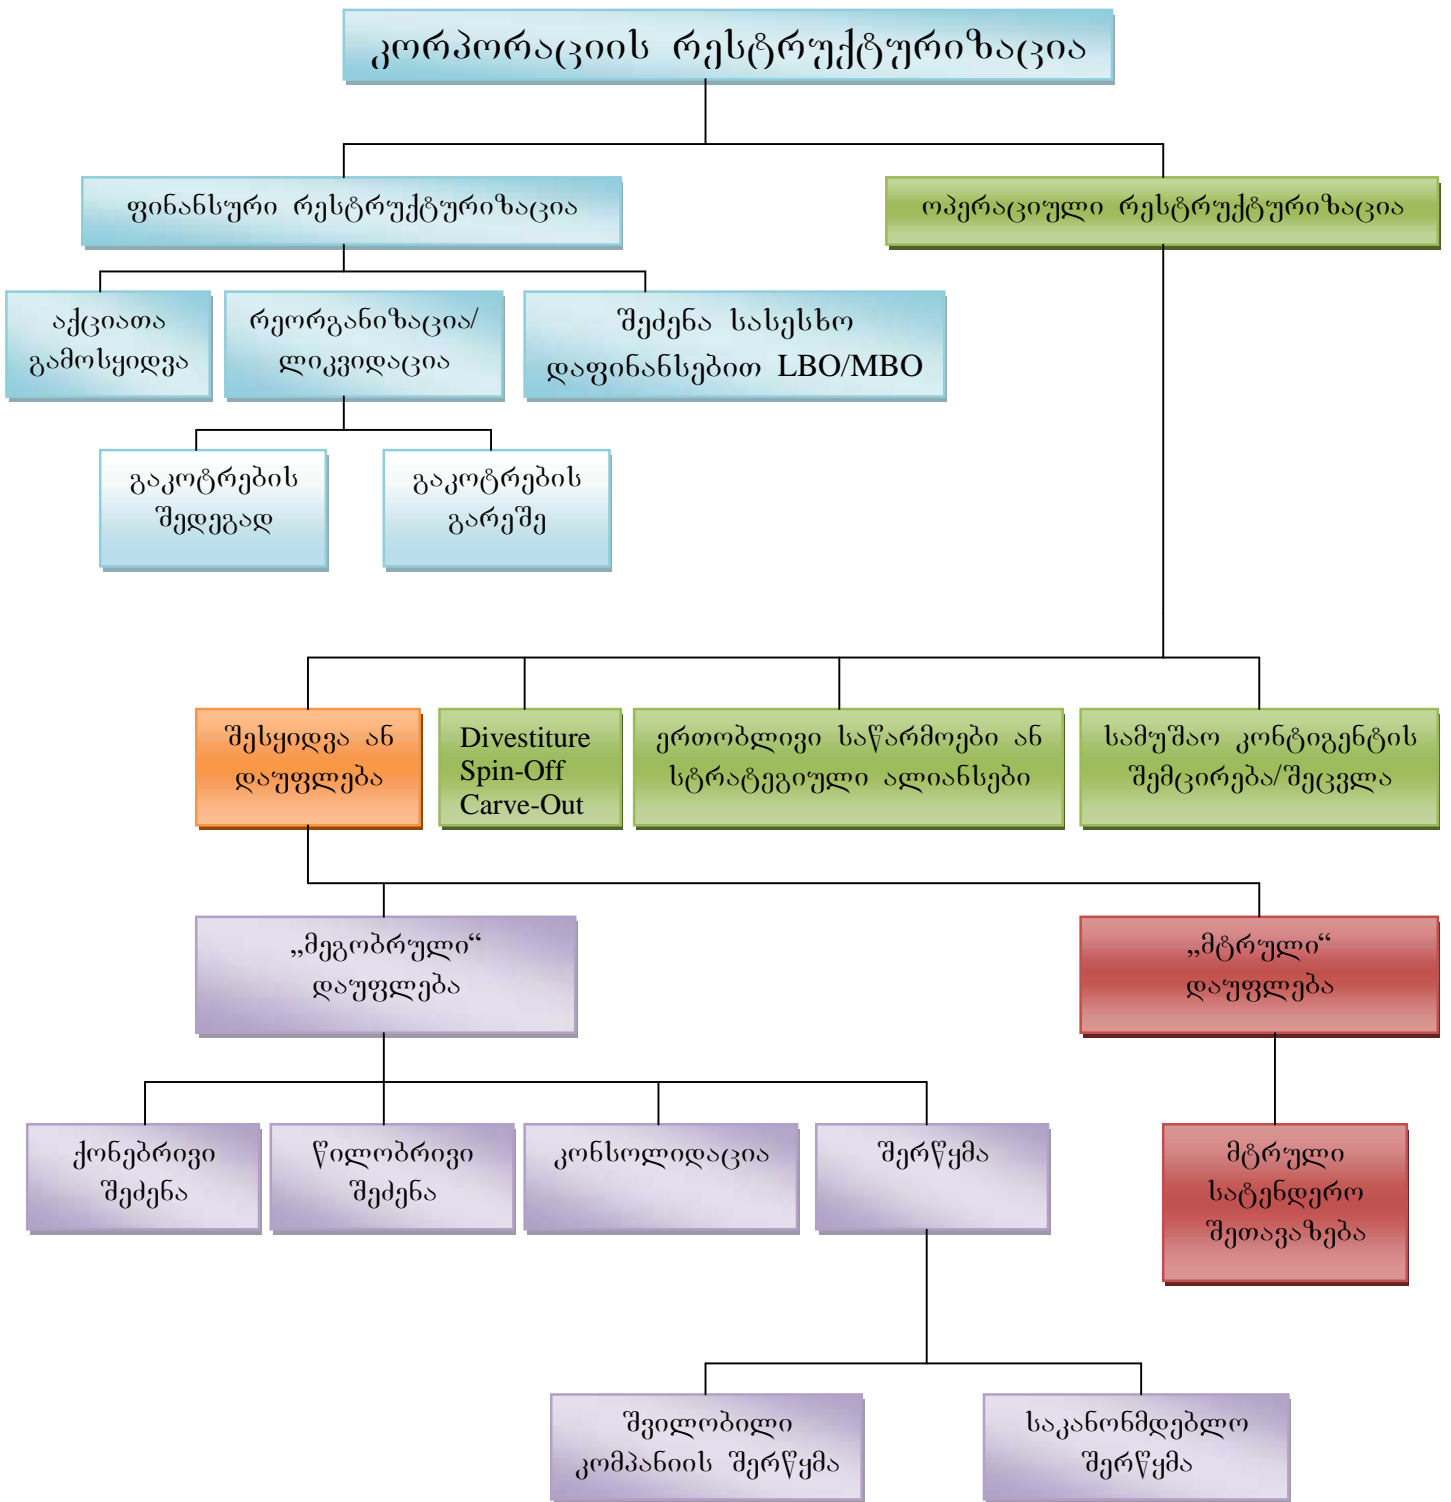 კორპორაციის რესტრუქტურიზაცია
ფინანსური რესტრუქტურიზაცია
ოპერაციული რესტრუქტურიზაცია
აქციათა
გამოსყიდვა
რეორგანიზაცია/
ლიკვიდაცია
შეძენა სასესხო
დაფინანსებით LBO/MBO
გაკოტრების
შედეგად
გაკოტრების
გარეშე
შესყიდვა ან
დაუფლება
Divestiture
Spin-Off
Carve-Out
ერთობლივი საწარმოები ან
სტრატეგიული ალიანსები
სამუშაო კონტიგენტის
შემცირება/შეცვლა
„მეგობრული“
დაუფლება
„მტრული“
დაუფლება
ქონებრივი
შეძენა
წილობრივი
შეძენა
კონსოლიდაცია
შერწყმა
მტრული
სატენდერო
შეთავაზება
შვილობილი
კომპანიის შერწყმა
საკანონმდებლო
შერწყმა